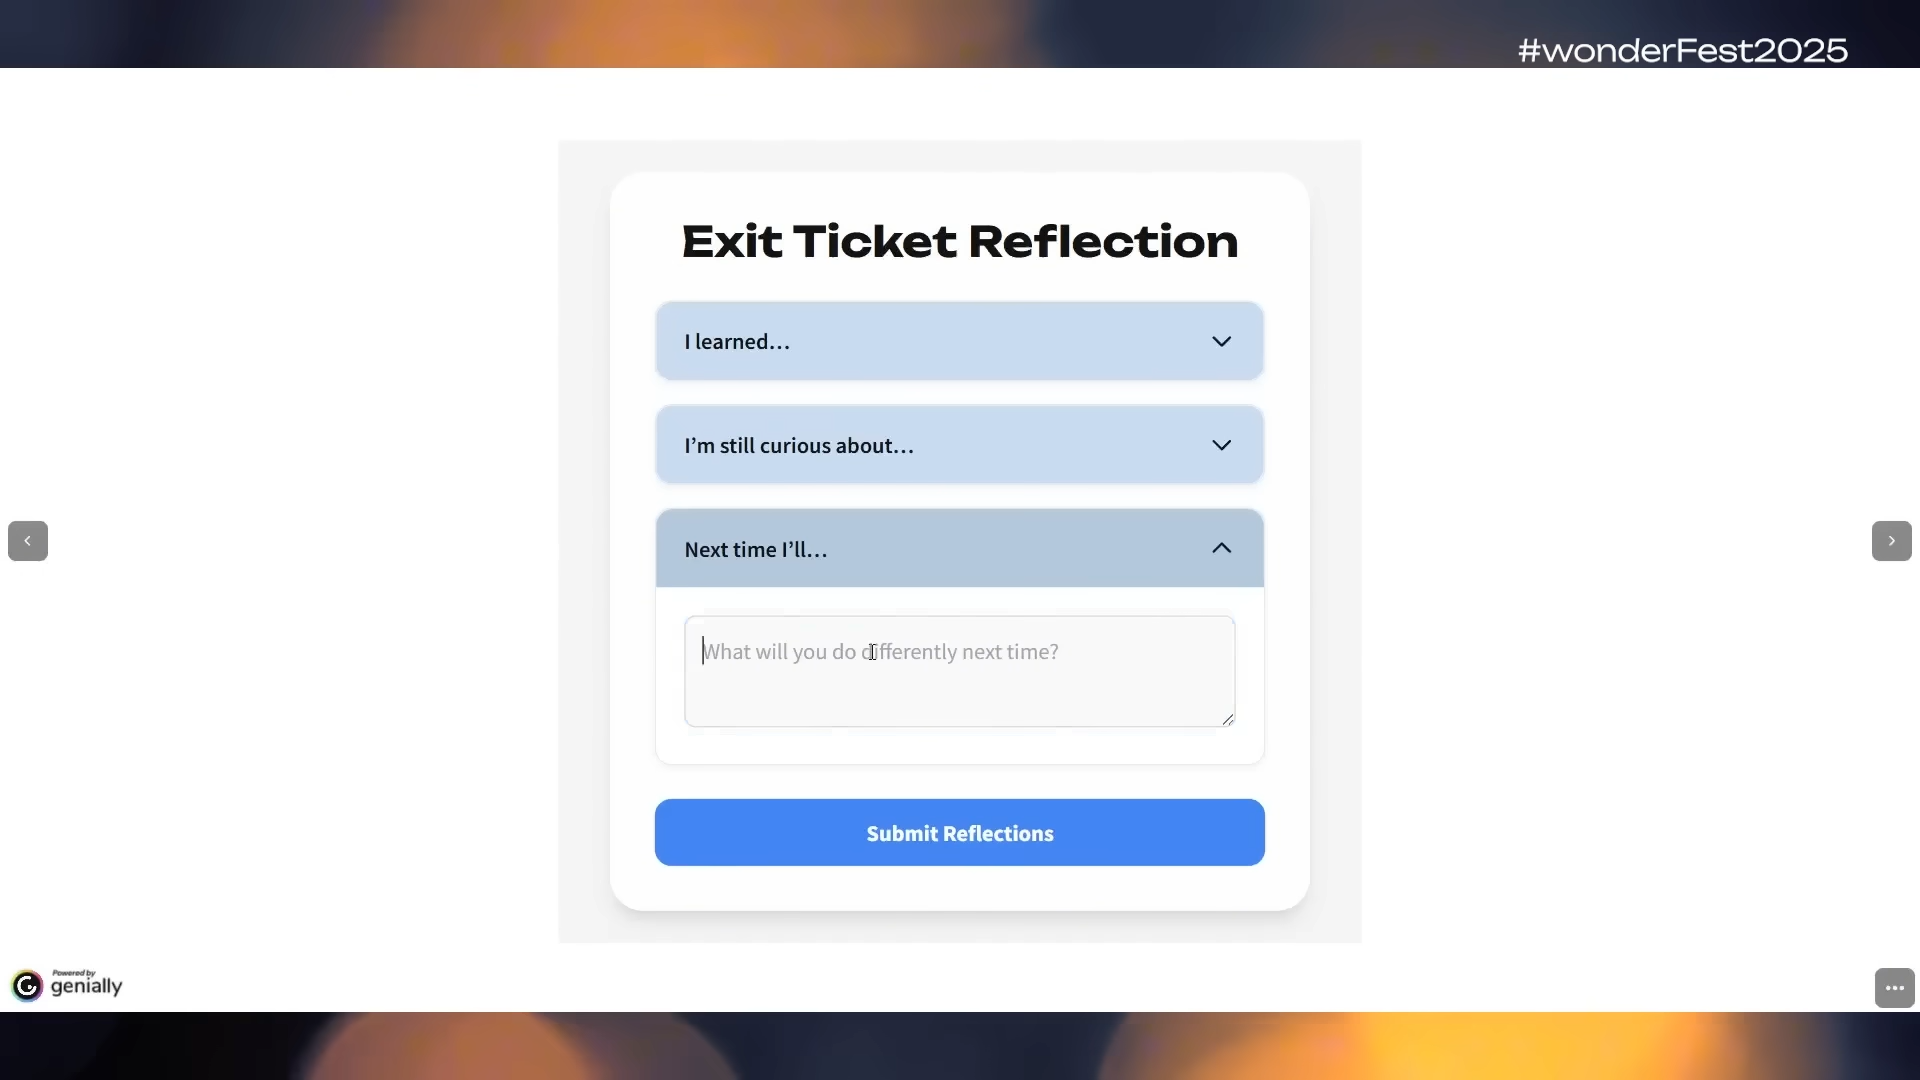 #wonderFest2025
Exit Ticket Reflection
I learned...
I'm still curious about...
Next time I'll...
What will you do differently next time?
Submit Reflections
Powered by
genially